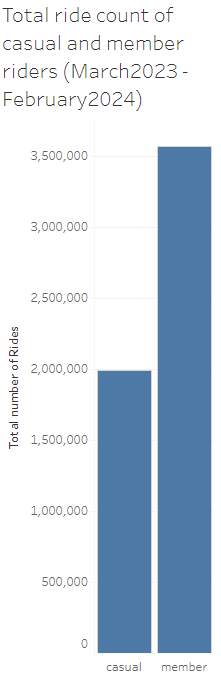 Total ride count of
casual and member
riders (March2023 -
February2024)
3,500,000
3,000,000
2,500,000
2,000,000
1,500,000
1,000,000
500,000
0
Total number of Rides
casual member